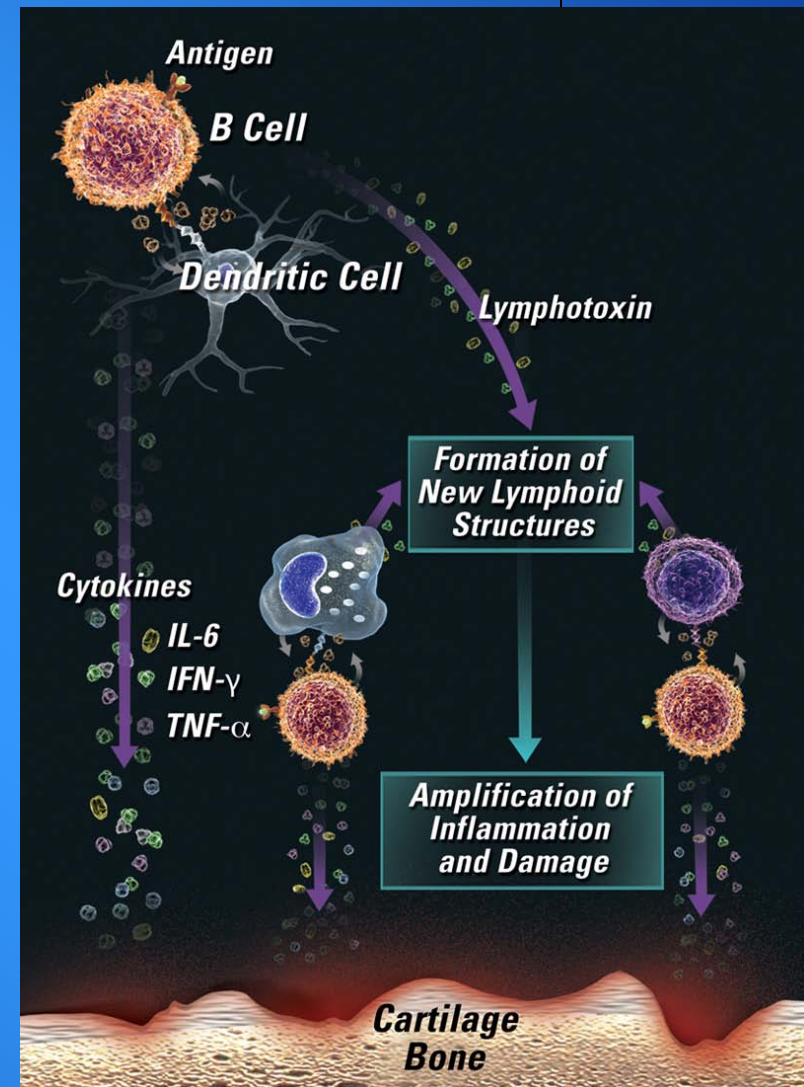 Antigen
B Cell
Dendritic Cell
Lymphotoxin
Formation of
New Lymphoid
Structures
Cytokines
IL-6
IFN-γ
TNF-α
Amplification of
Inflammation
and Damage
Cartilage
Bone